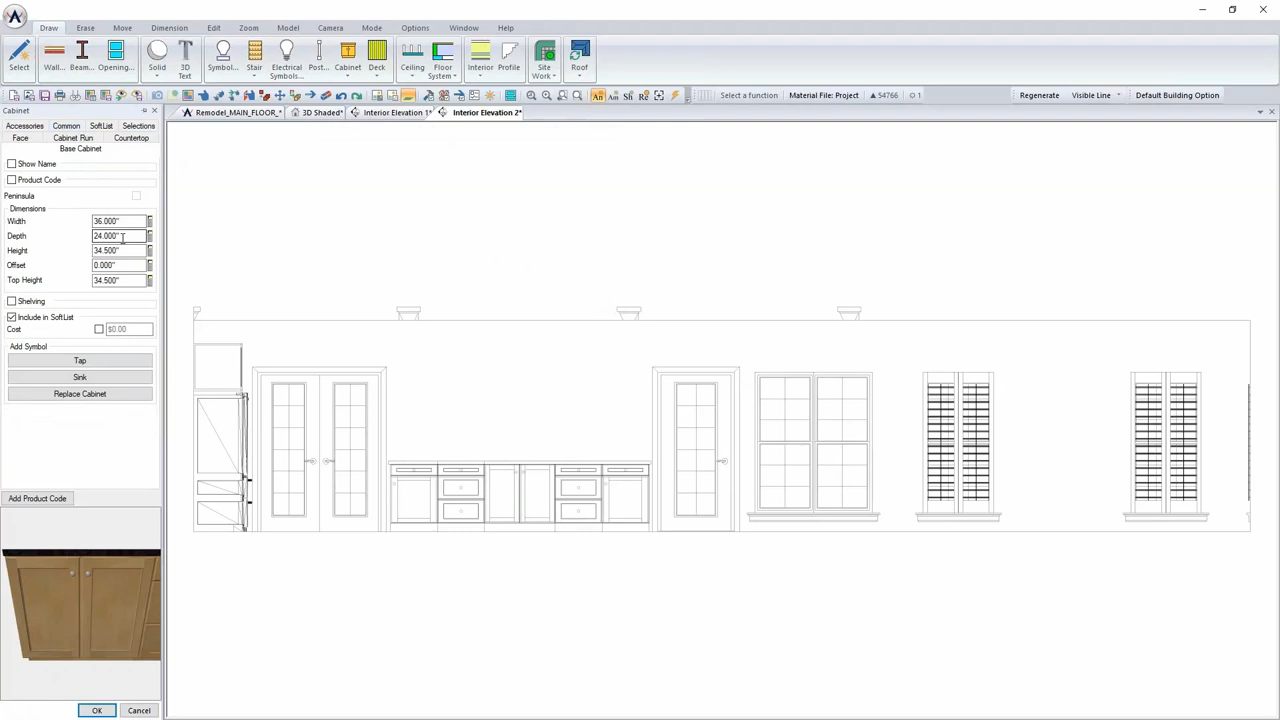 Draw Erase Move Dimension Edit Zoom Model Camera Mode Options Window Help
Select Wall... Beam... Opening... Solid 3D Text Symbol... Stair Electrical Symbols... Post... Cabinet Deck Ceiling Floor System Interior Profile Site Work Roof
Select a function Material File: Project 54766 1 Regenerate Visible Line Default Building Option
Cabinet
Remodel_MAIN_FLOOR_* 3D Shaded* Interior Elevation 1* Interior Elevation 2*
Accessories Common SoftList Selections
Face Cabinet Run Countertop
Base Cabinet
Show Name
Product Code
Peninsula
Dimensions
Width 36.000"
Depth 24.000"
Height 34.500"
Offset 0.000"
Top Height 34.500"
Shelving
Include in SoftList
Cost $0.00
Add Symbol
Tap
Sink
Replace Cabinet
Add Product Code
OK Cancel